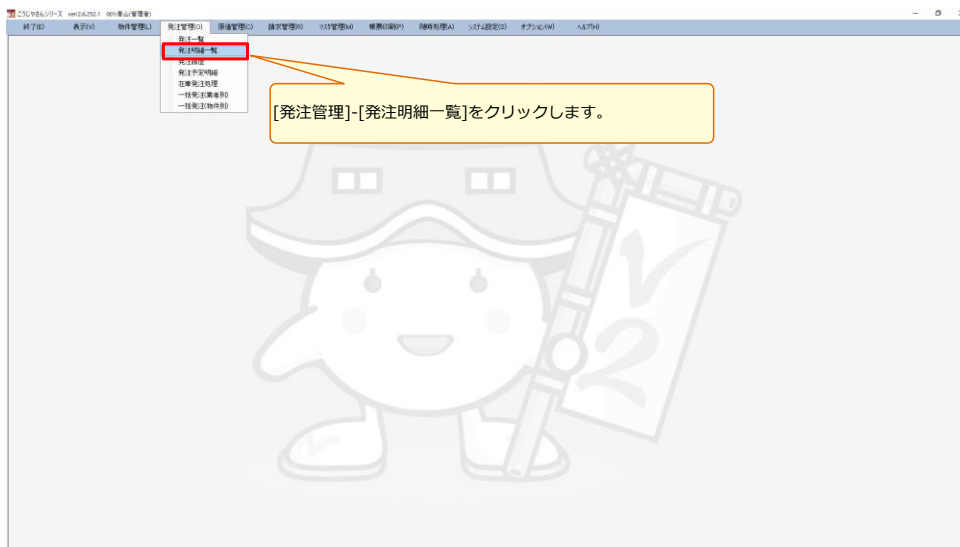 こうじやさんシリーズ ver.2.6.252.1 001:青山(管理者)
終了(E) 表示(V) 物件管理(L) 発注管理(O) 原価管理(C) 請求管理(R) マスタ管理(M) 帳票印刷(P) 随時処理(A) システム設定(S) オプション(W) ヘルプ(H)
発注一覧
発注明細一覧
発注履歴
発注予定明細
在庫発注処理
一括発注(業者別)
一括発注(物件別)
[発注管理]-[発注明細一覧]をクリックします。
V
2